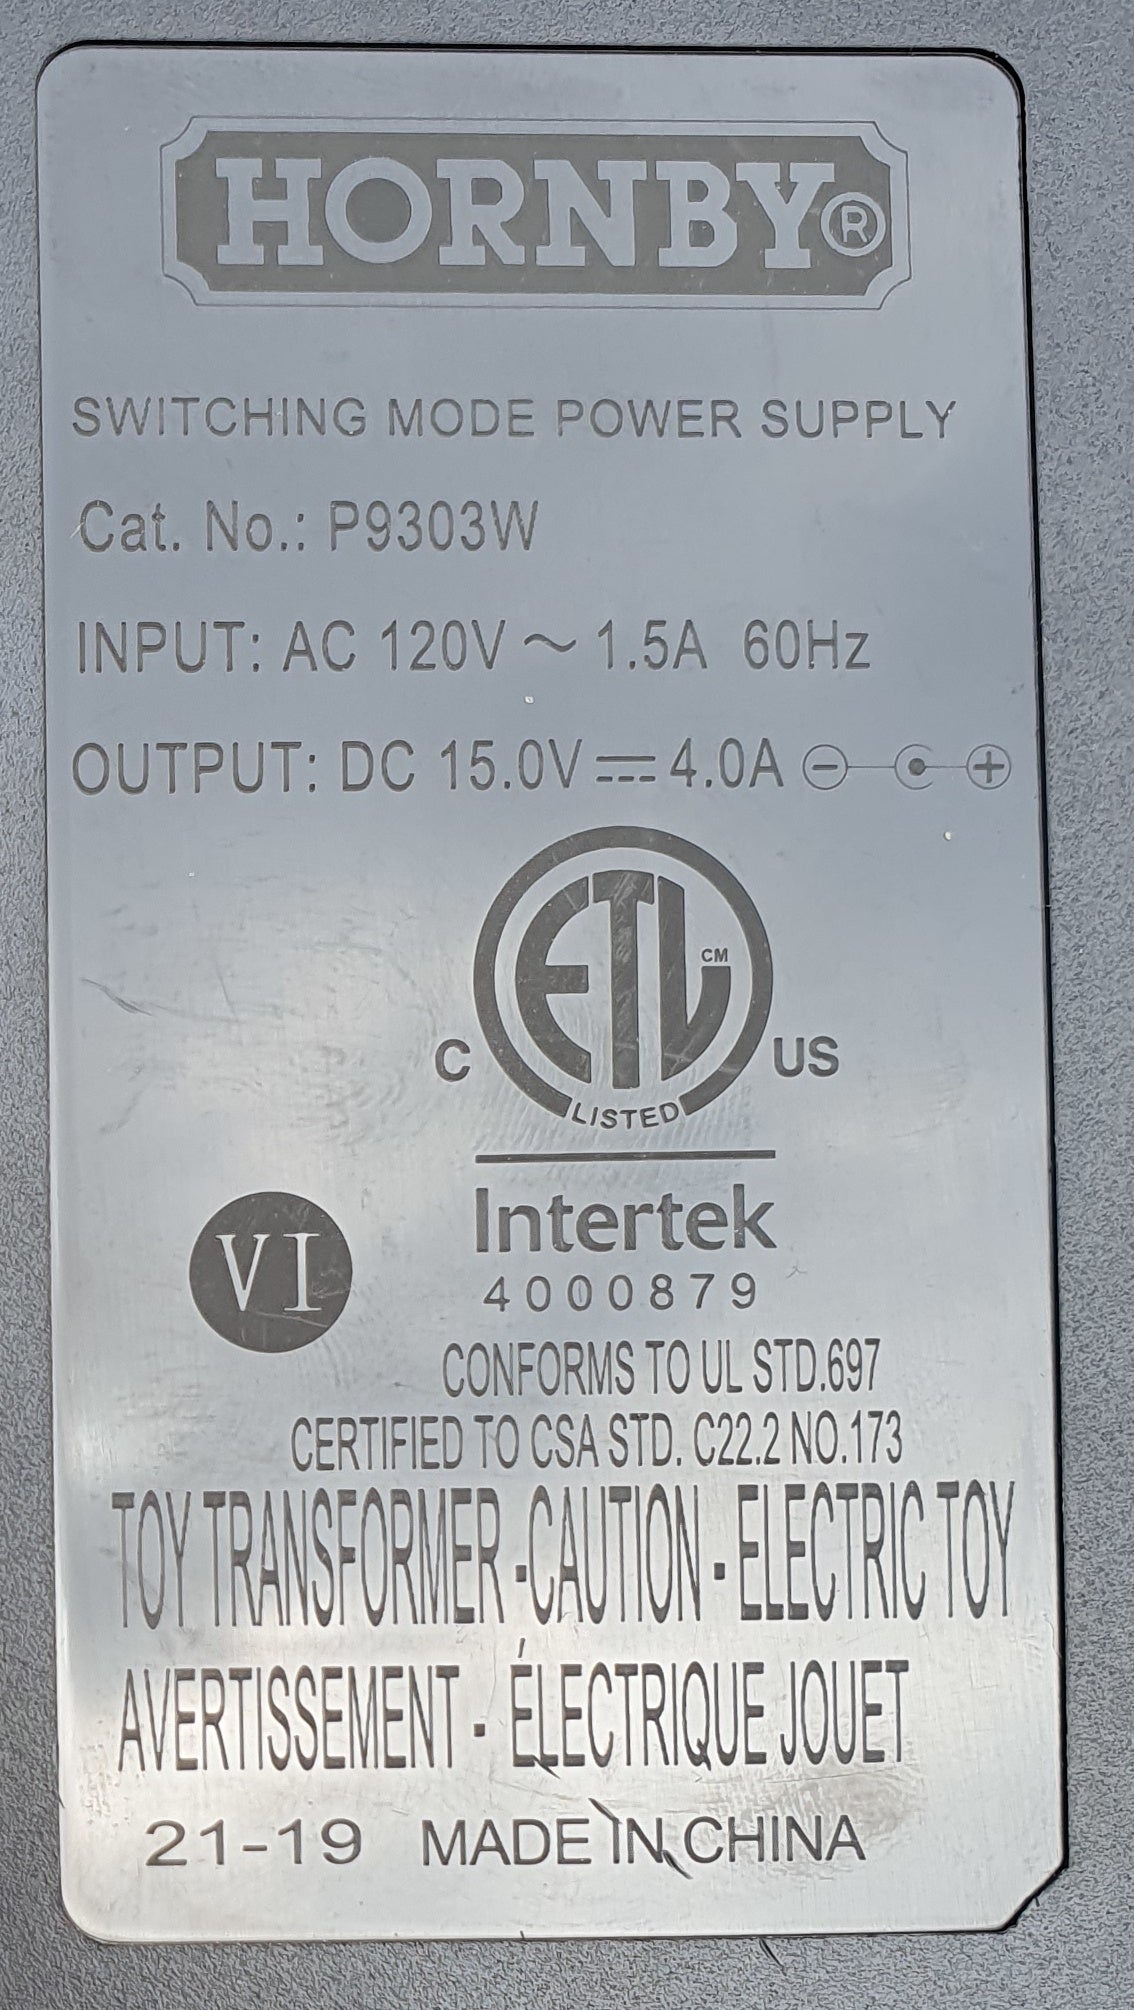 HORNBY®
SWITCHING MODE POWER SUPPLY
Cat. No.: P9303W
INPUT: AC 120V ~ 1.5A 60Hz
OUTPUT: DC 15.0V ⎓ 4.0A
ETL CM
C US
LISTED
Intertek
4000879
VI
CONFORMS TO UL STD.697
CERTIFIED TO CSA STD. C22.2 NO.173
TOY TRANSFORMER-CAUTION-ELECTRIC TOY
AVERTISSEMENT - ÉLECTRIQUE JOUET
21-19 MADE IN CHINA